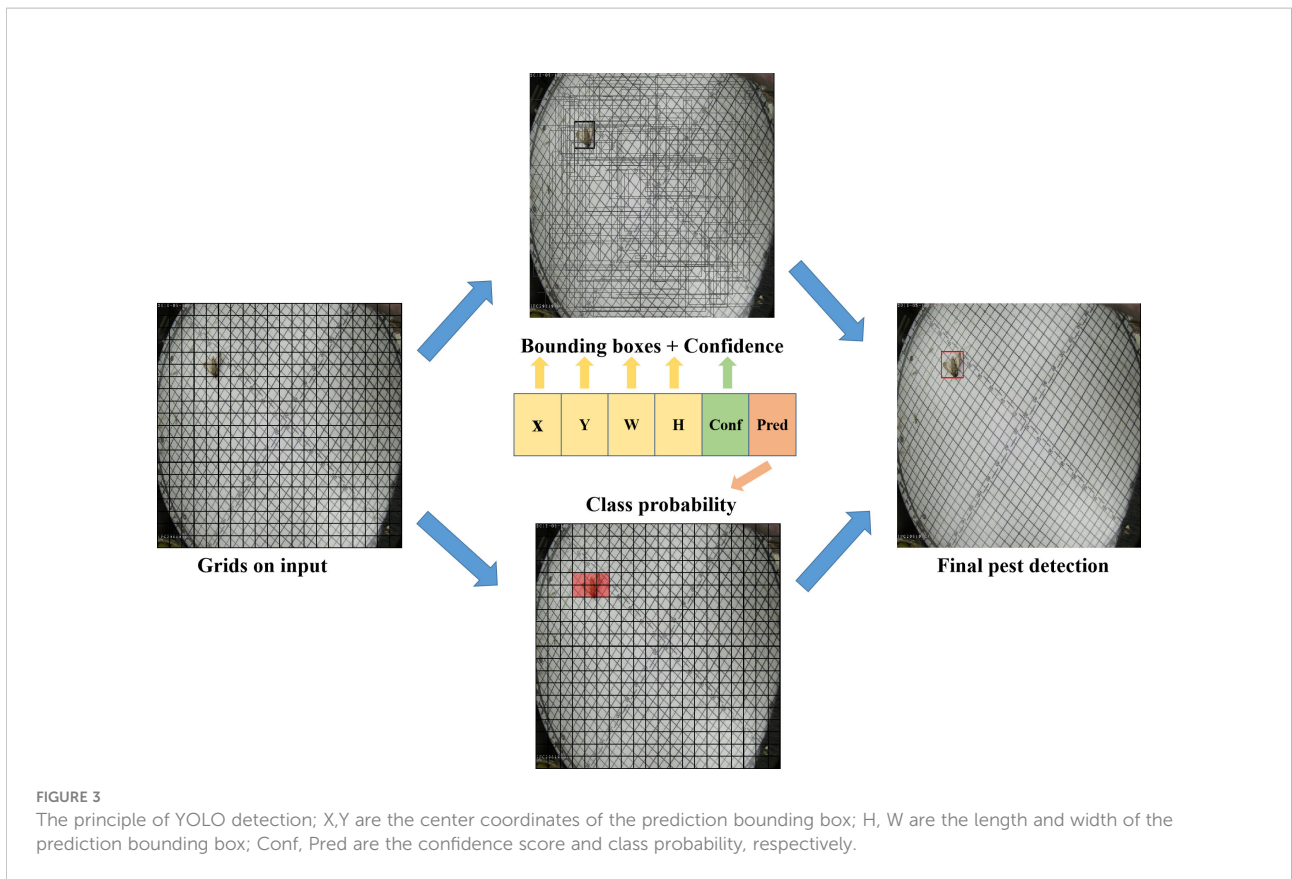 Bounding boxes + Confidence
X Y W H Conf Pred
Class probability
Grids on input
Final pest detection
FIGURE 3
The principle of YOLO detection; X,Y are the center coordinates of the prediction bounding box; H, W are the length and width of the
prediction bounding box; Conf, Pred are the confidence score and class probability, respectively.